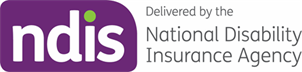 ndis
Delivered by the
National Disability
Insurance Agency